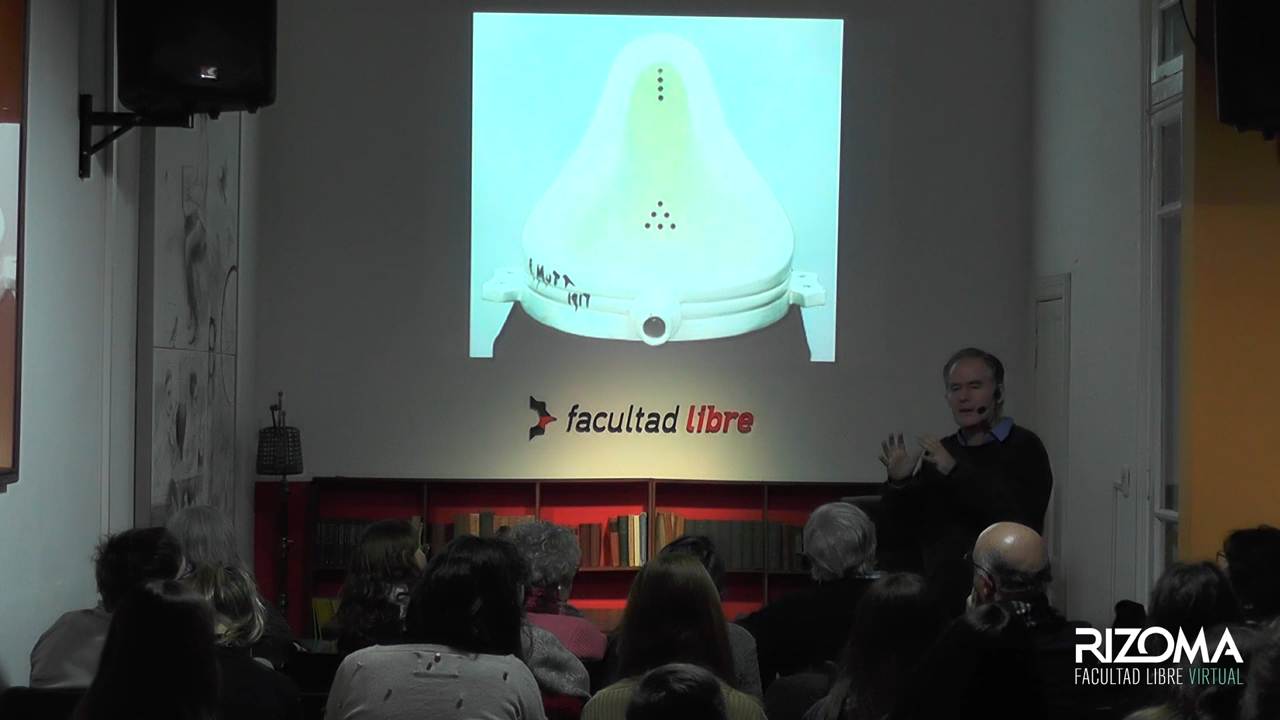 R. MUTT
1917
facultad libre
RIZOMA
FACULTAD LIBRE VIRTUAL